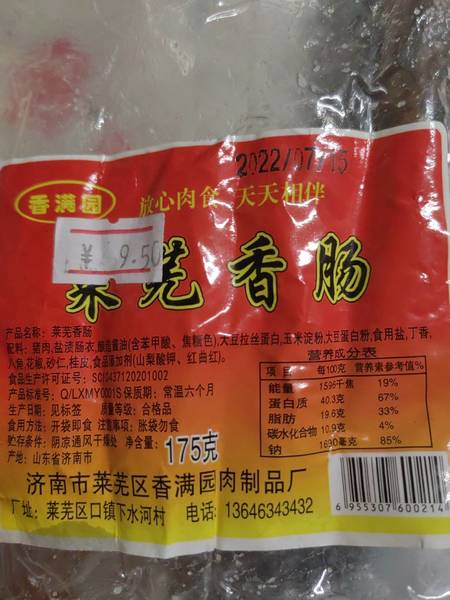 2022/07/15
香满园
放心肉食 天天相伴
¥ 9.50
莱芜香肠
产品名称：莱芜香肠
配料：猪肉，盐渍肠衣，酿造酱油(含苯甲酸、焦糖色)，大豆拉丝蛋白，玉米淀粉，大豆蛋白粉，食用盐，丁香，
八角，花椒，砂仁，桂皮，食品添加剂(山梨酸钾、红曲红)。
食品生产许可证号：SC10437120201002
产品标准号：Q/LXMY0001S 保质期：常温六个月
生产日期：见标签 质量等级：合格品
食用方法：开袋即食 注意事项：胀袋勿食
贮存条件：阴凉通风干燥处 净含量：175克
产地：山东省济南市
营养成分表
项目 每100克 营养素参考值%
能量 1596千焦 19%
蛋白质 40.3克 67%
脂肪 19.6克 33%
碳水化合物 10.9克 4%
钠 1690毫克 85%
济南市莱芜区香满园肉制品厂
厂址：莱芜区口镇下水河村 电话：13646343432
6 955307 600214